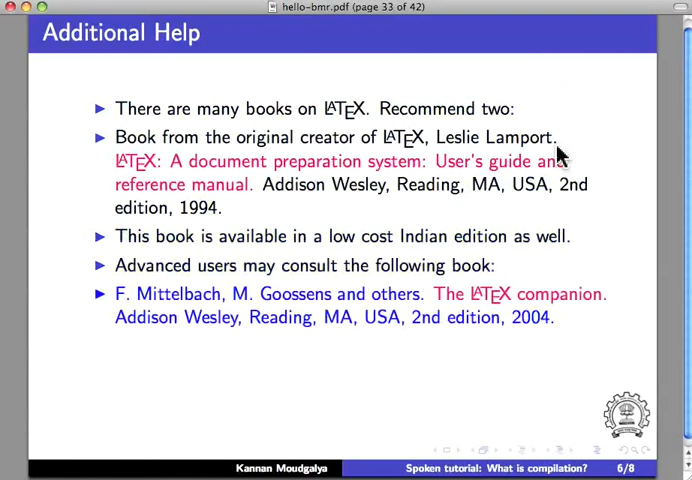 hello-bmr.pdf (page 33 of 42)
Additional Help
There are many books on LATEX. Recommend two:
Book from the original creator of LATEX, Leslie Lamport.
LATEX: A document preparation system: User's guide and
reference manual. Addison Wesley, Reading, MA, USA, 2nd
edition, 1994.
This book is available in a low cost Indian edition as well.
Advanced users may consult the following book:
F. Mittelbach, M. Goossens and others. The LATEX companion.
Addison Wesley, Reading, MA, USA, 2nd edition, 2004.
Kannan Moudgalya Spoken tutorial: What is compilation? 6/8